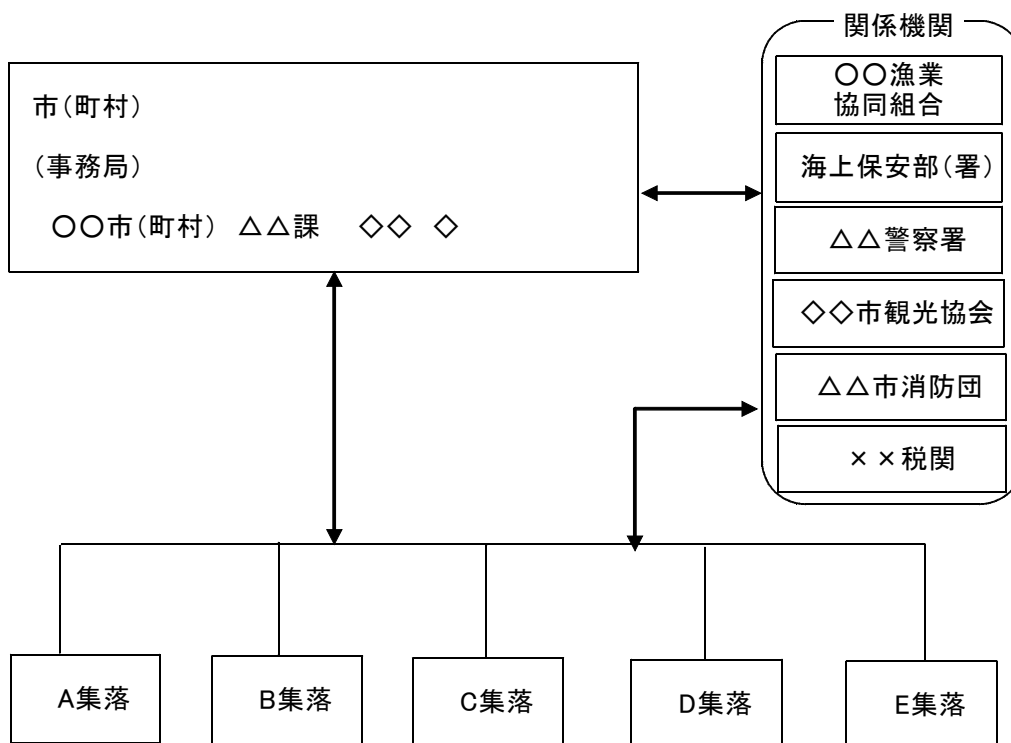 関係機関
〇〇漁業
協同組合
市(町村)
(事務局)
〇〇市(町村) △△課 ◇◇ ◇
海上保安部(署)
△△警察署
◇◇市観光協会
△△市消防団
××税関
A集落
B集落
C集落
D集落
E集落